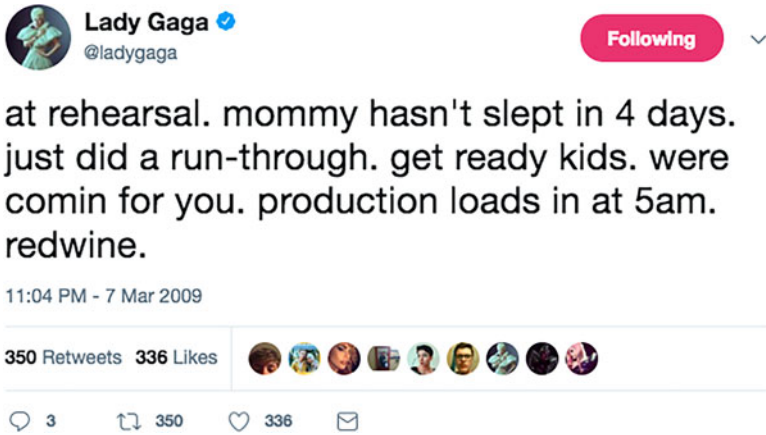 Lady Gaga
@ladygaga
Following
at rehearsal. mommy hasn't slept in 4 days.
just did a run-through. get ready kids. were
comin for you. production loads in at 5am.
redwine.
11:04 PM - 7 Mar 2009
350 Retweets 336 Likes
3 350 336